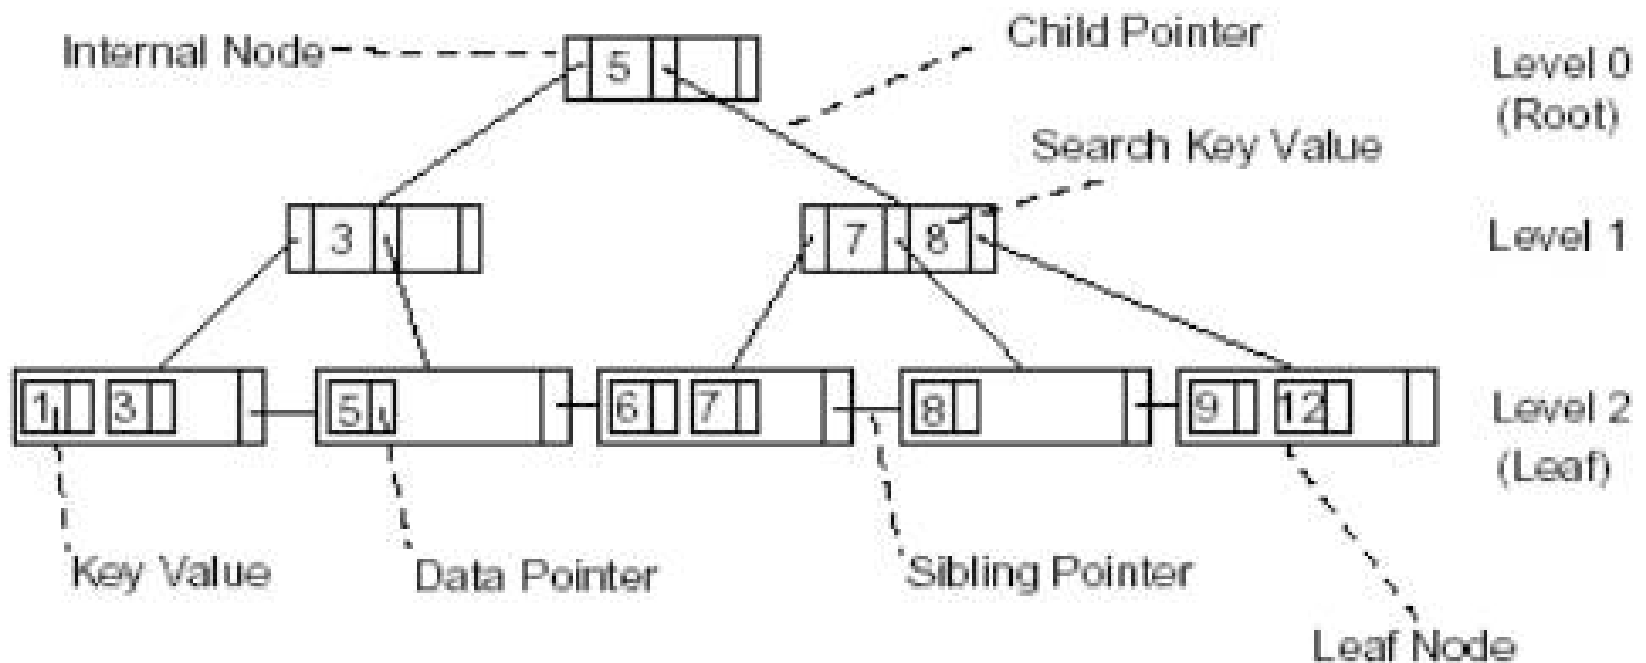 Internal Node
5
Child Pointer
Level 0
(Root)
Search Key Value
3
7 8
Level 1
1 3
5
6 7
8
9 12
Level 2
(Leaf)
Key Value
Data Pointer
Sibling Pointer
Leaf Node